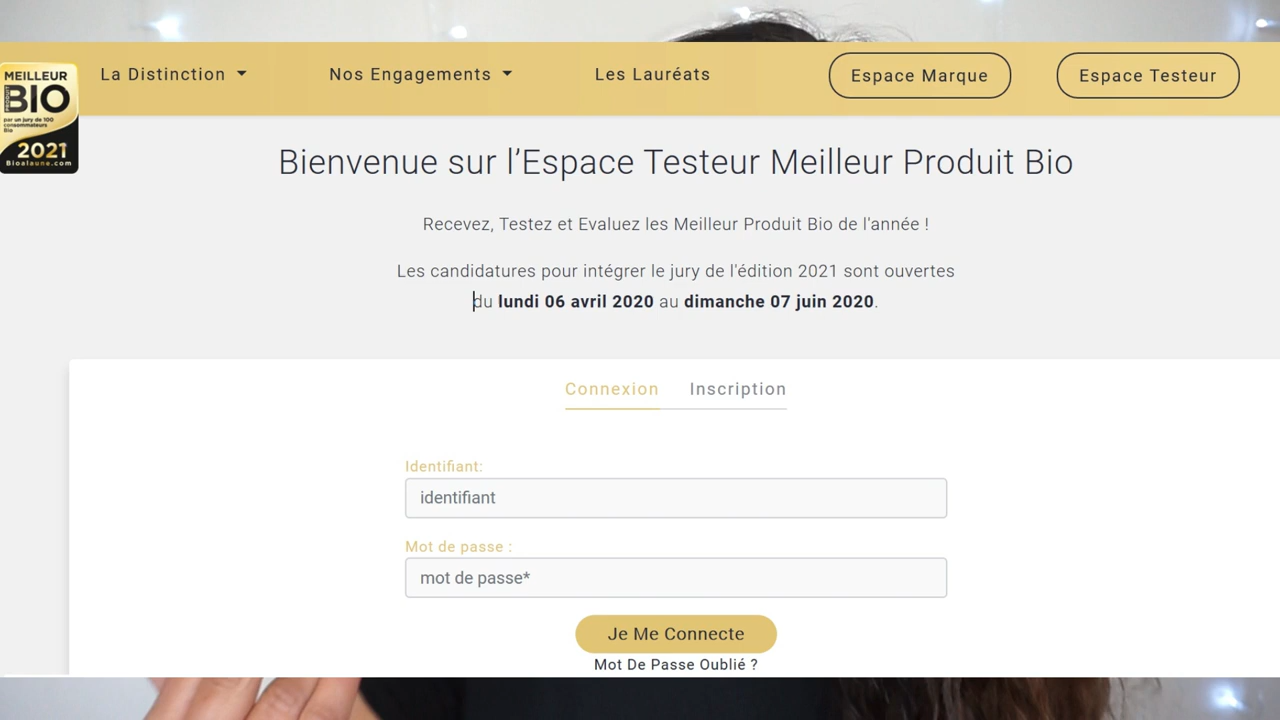 La Distinction
Nos Engagements
Les Lauréats
Espace Marque
Espace Testeur
MEILLEUR
PRODUIT
BIO
par un jury de 100
consommateurs
Bio
2021
Bioalaune.com
Bienvenue sur l’Espace Testeur Meilleur Produit Bio
Recevez, Testez et Evaluez les Meilleur Produit Bio de l'année !
Les candidatures pour intégrer le jury de l'édition 2021 sont ouvertes
du lundi 06 avril 2020 au dimanche 07 juin 2020.
Connexion
Inscription
Identifiant:
identifiant
Mot de passe :
mot de passe*
Je Me Connecte
Mot De Passe Oublié ?